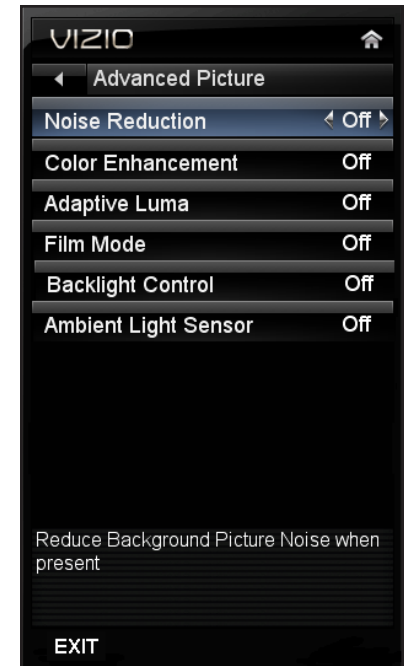 VIZIO
Advanced Picture
Noise Reduction Off
Color Enhancement Off
Adaptive Luma Off
Film Mode Off
Backlight Control Off
Ambient Light Sensor Off
Reduce Background Picture Noise when
present
EXIT